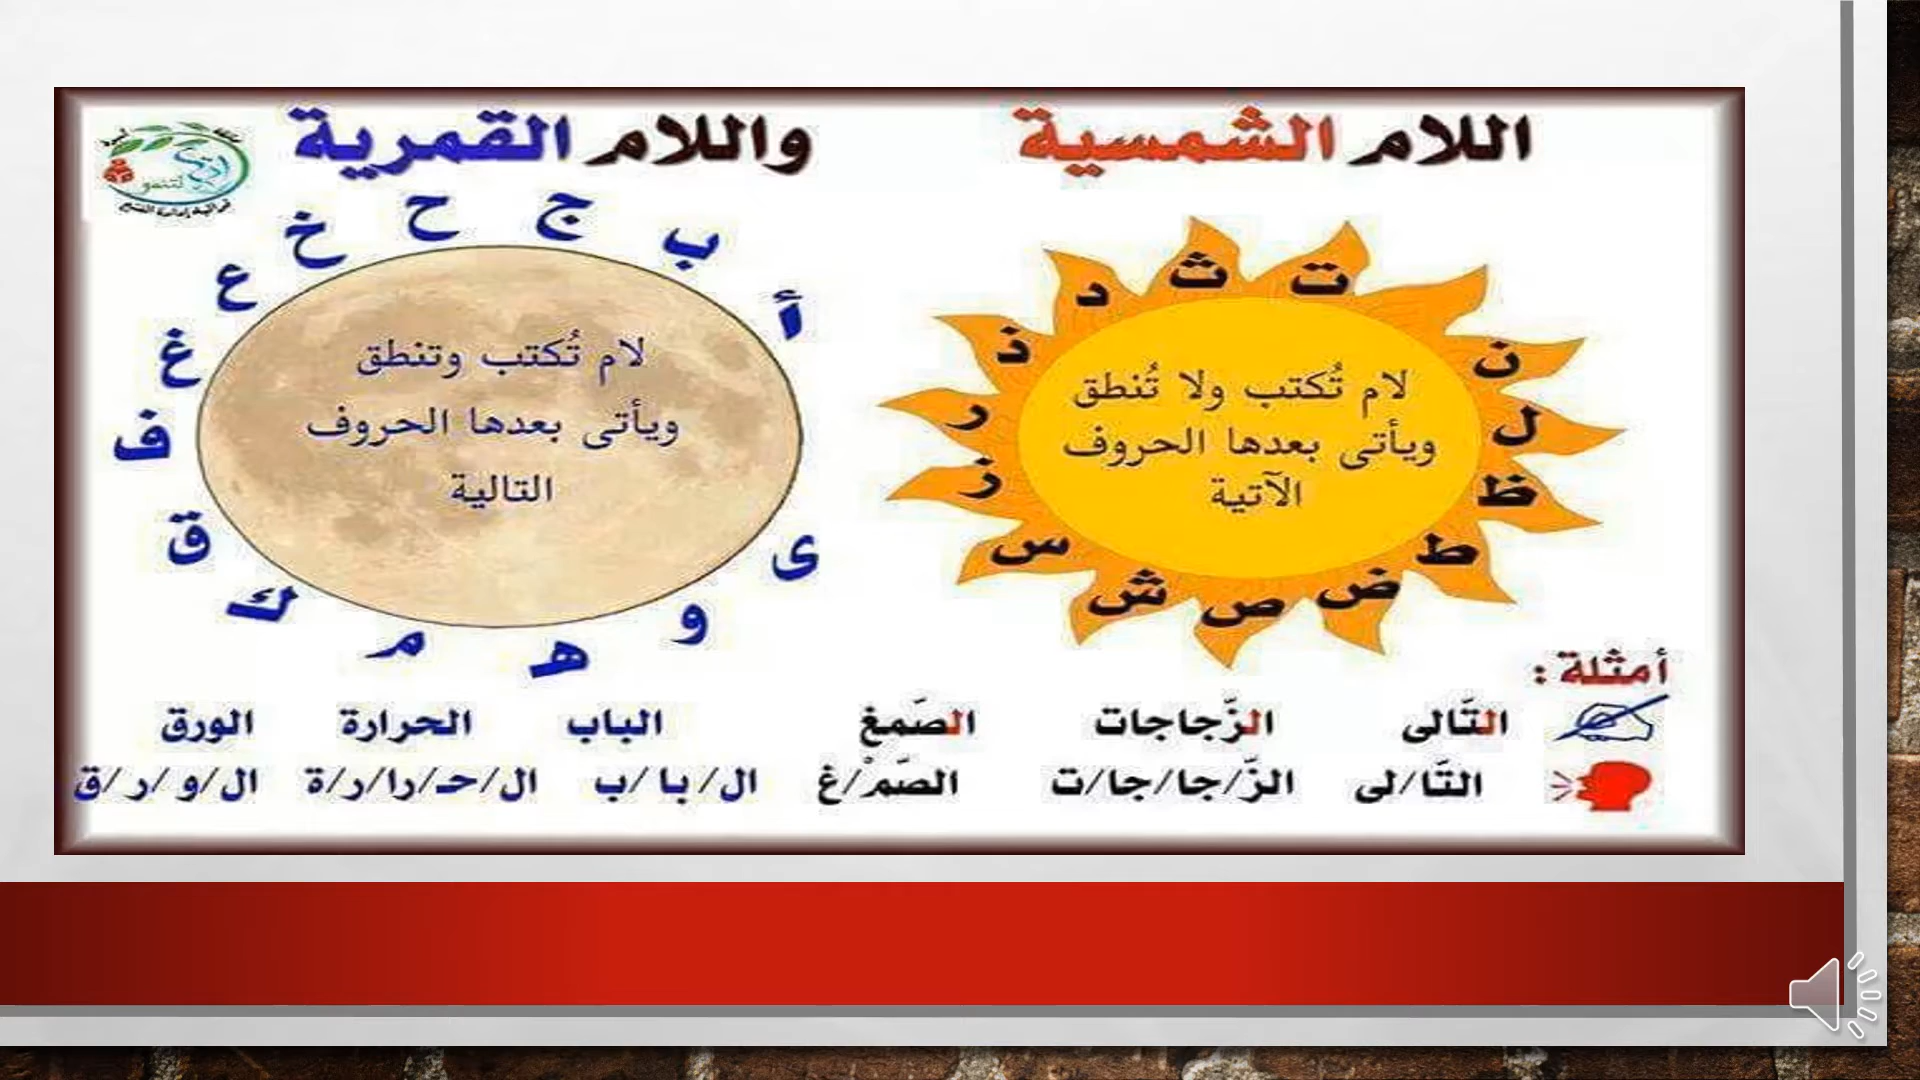 اللام الشمسية واللام القمرية
ت
ث
د
ذ
ر
ز
س
ش
ص
ض
ط
ظ
ل
ن
لام تُكتب ولا تُنطق
ويأتى بعدها الحروف
الآتية
أ
ب
ج
ح
خ
ع
غ
ف
ق
ك
م
ه
و
ى
لام تُكتب وتنطق
ويأتى بعدها الحروف
التالية
أمثلة :
التَّالى الزَّجاجات الصَمغ الباب الحرارة الورق
التَّا/لى الزَّ/جا/جا/ت الصَمْ/غ ال/با/ب ال/حـ/را/ر/ة ال/و/ر/ق